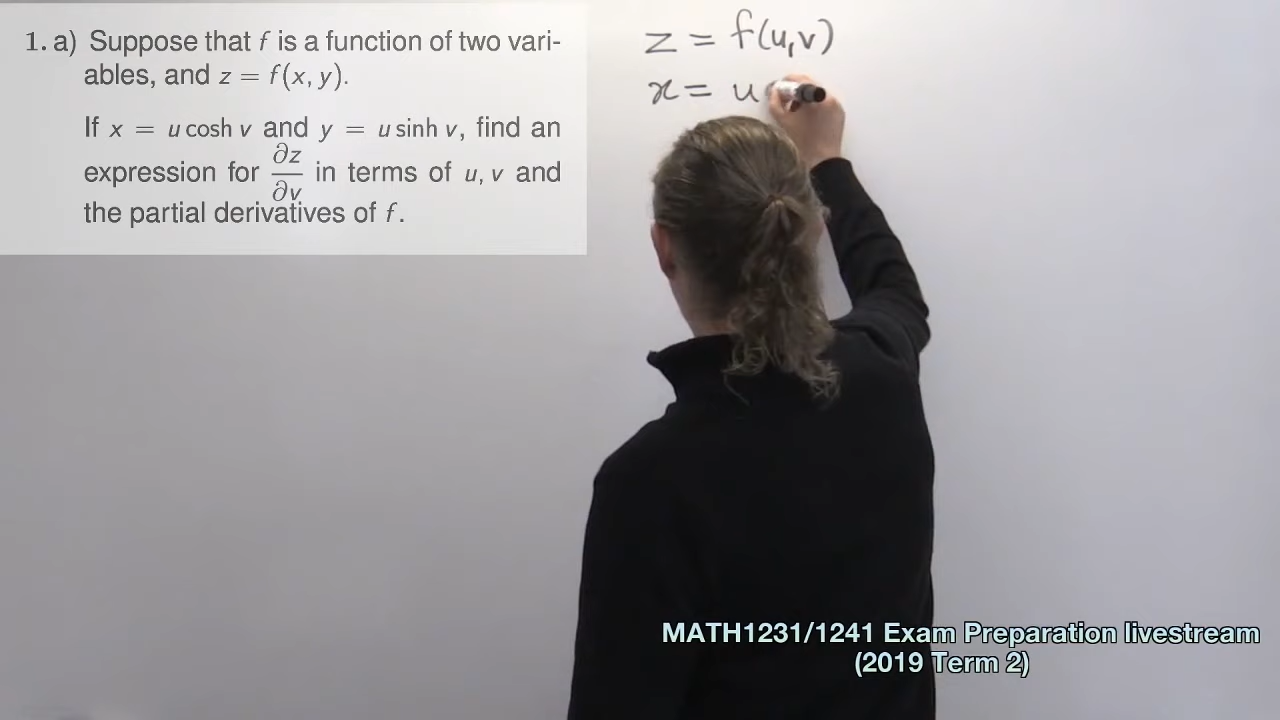 1. a) Suppose that f is a function of two vari-
ables, and z = f(x, y).
If x = u cosh v and y = u sinh v, find an
expression for ∂z/∂v in terms of u, v and
the partial derivatives of f.
z = f(u,v)
x = u
MATH1231/1241 Exam Preparation livestream
(2019 Term 2)